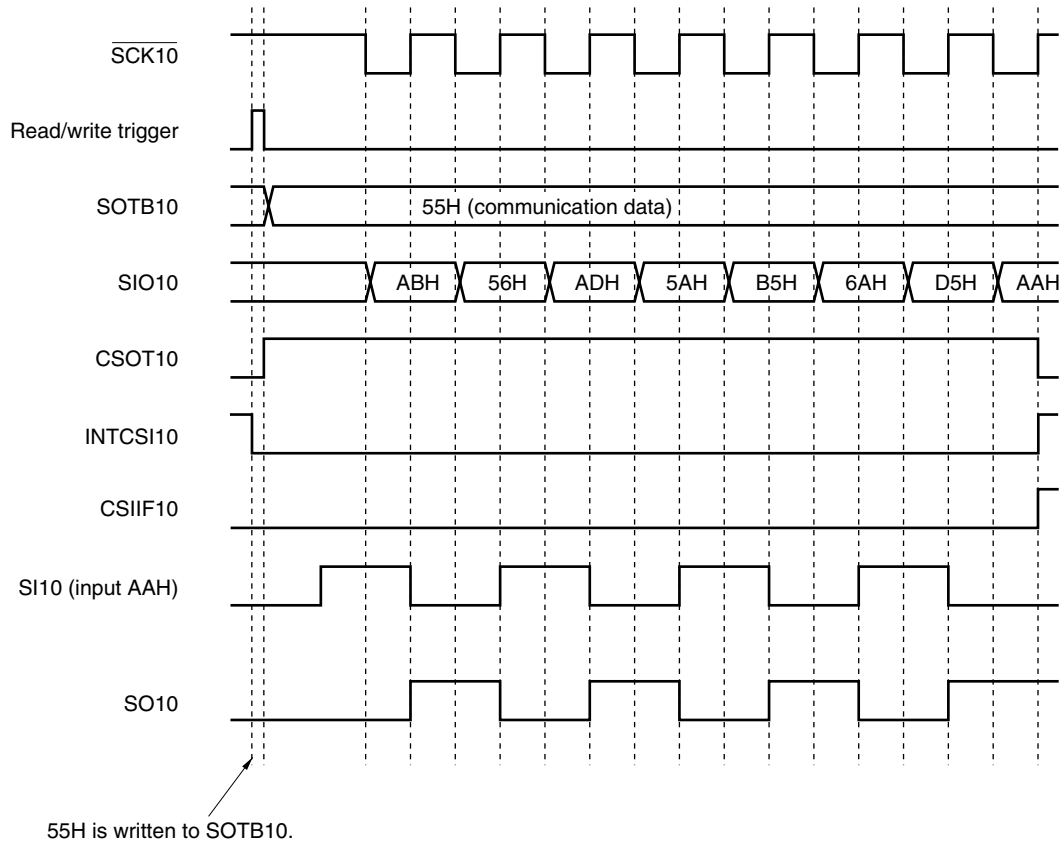 SCK10
Read/write trigger
SOTB10
55H (communication data)
SIO10
ABH 56H ADH 5AH B5H 6AH D5H AAH
CSOT10
INTCSI10
CSIIF10
SI10 (input AAH)
SO10
55H is written to SOTB10.